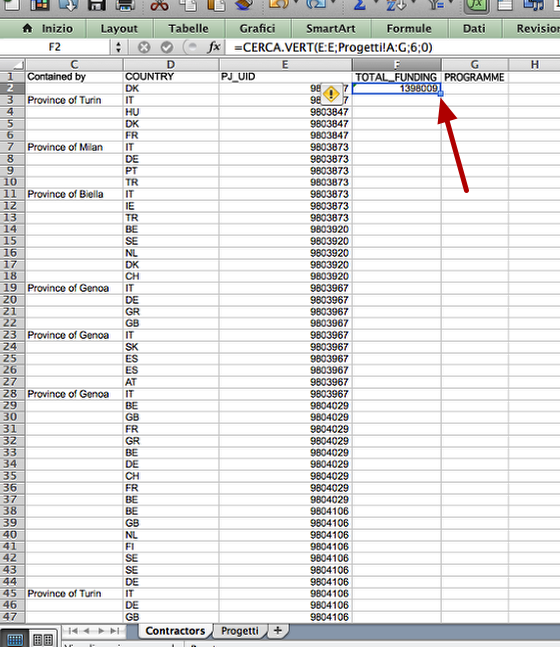 Inizio Layout Tabelle Grafici SmartArt Formule Dati Revision
F2 fx =CERCA.VERT(E:E;Progetti!A:G;6;0)
C D E F G H
1 Contained by COUNTRY PJ_UID TOTAL_FUNDING PROGRAMME
2 DK 98 7 1398009
3 Province of Turin IT 98 7
4 HU 9803847
5 DK 9803847
6 FR 9803847
7 Province of Milan IT 9803873
8 DE 9803873
9 PT 9803873
10 TR 9803873
11 Province of Biella IT 9803873
12 IE 9803873
13 TR 9803873
14 BE 9803920
15 SE 9803920
16 NL 9803920
17 DK 9803920
18 CH 9803920
19 Province of Genoa IT 9803967
20 DE 9803967
21 GR 9803967
22 GB 9803967
23 Province of Genoa IT 9803967
24 SK 9803967
25 ES 9803967
26 ES 9803967
27 AT 9803967
28 Province of Genoa IT 9803967
29 BE 9804029
30 GB 9804029
31 FR 9804029
32 GR 9804029
33 BE 9804029
34 DE 9804029
35 CH 9804029
36 FR 9804029
37 BE 9804029
38 BE 9804106
39 GB 9804106
40 NL 9804106
41 FI 9804106
42 SE 9804106
43 SE 9804106
44 DE 9804106
45 Province of Turin IT 9804106
46 DE 9804106
47 GB 9804106
Contractors Progetti